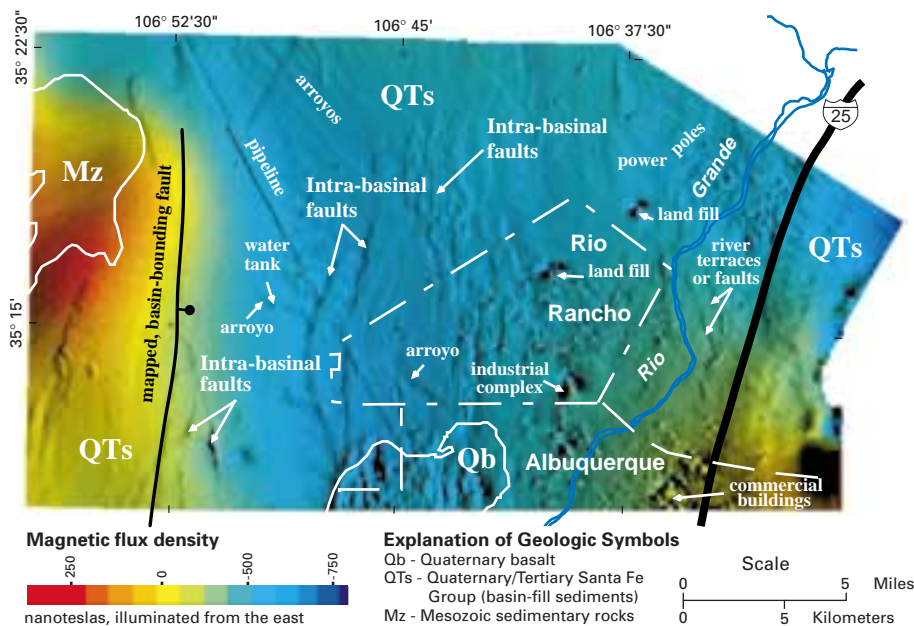 106° 52'30"
106° 45'
106° 37'30"
35° 22'30"
35° 15'
QTs
arroyos
Intra-basinal
faults
power poles
Grande
25
Mz
pipeline
mapped, basin-bounding fault
Intra-basinal
faults
land fill
Rio
river
terraces
or faults
QTs
water
tank
land fill
Rancho
arroyo
Intra-basinal
faults
arroyo
industrial
complex
Rio
QTs
Qb
Albuquerque
commercial
buildings
Magnetic flux density
250
0
-500
-750
nanoteslas, illuminated from the east
Explanation of Geologic Symbols
Qb - Quaternary basalt
QTs - Quaternary/Tertiary Santa Fe
Group (basin-fill sediments)
Mz - Mesozoic sedimentary rocks
Scale
0 5 Miles
0 5 Kilometers